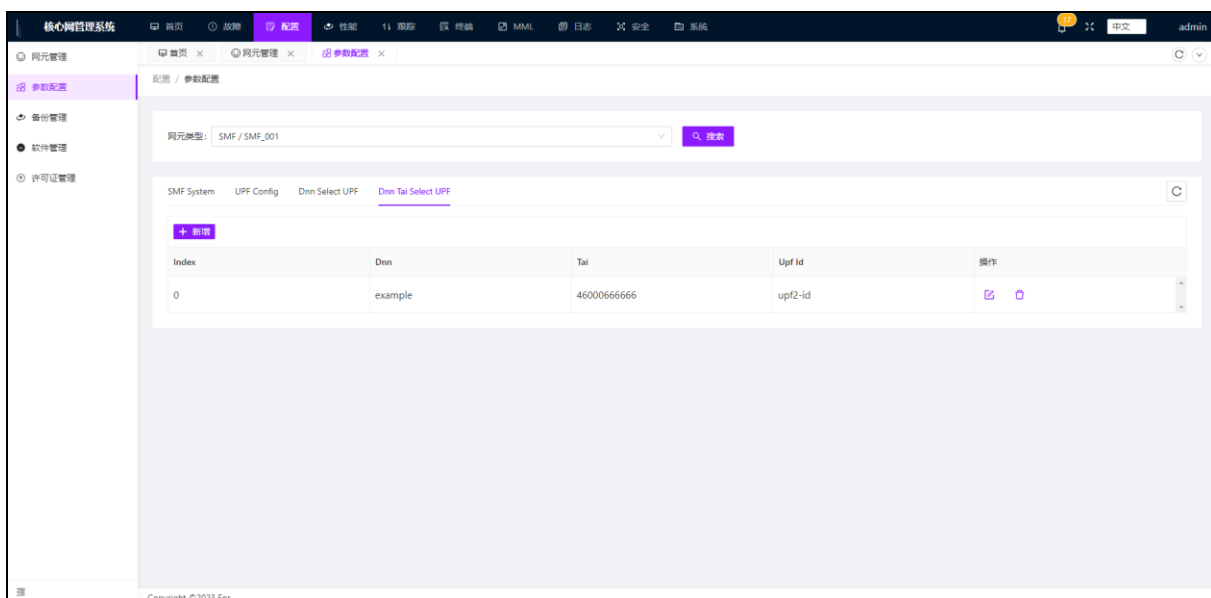 核心网管理系统 首页 故障 配置 性能 跟踪 终端 MML 日志 安全 系统 17 中文 admin
网元管理 首页 网元管理 参数配置
参数配置 配置 / 参数配置
备份管理
软件管理
许可证管理
网元类型: SMF / SMF_001 搜索
SMF System UPF Config Dnn Select UPF Dnn Tai Select UPF
+ 新增
Index Dnn Tai Upf Id 操作
0 example 46000666666 upf2-id
Copyright ©2023 For